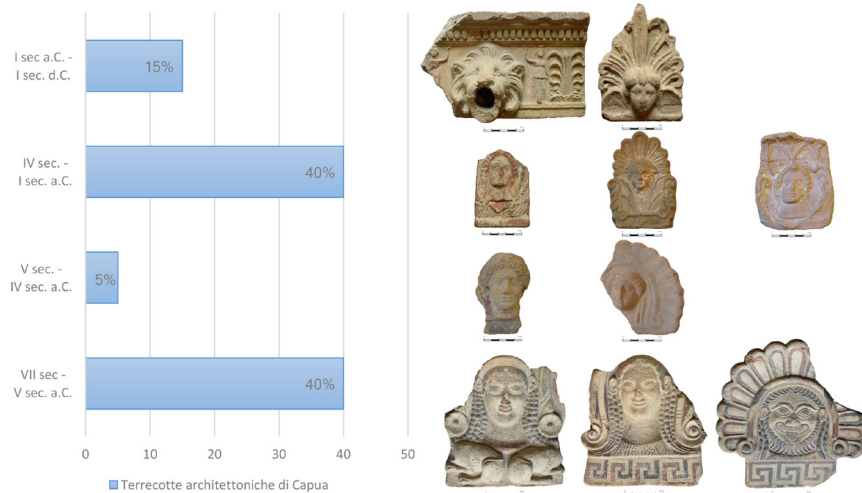 I sec a.C. -
I sec. d.C.
15%
IV sec. -
I sec. a.C.
40%
V sec. -
IV sec. a.C.
5%
VII sec -
V sec. a.C.
40%
0 10 20 30 40 50
Terrecotte architettoniche di Capua